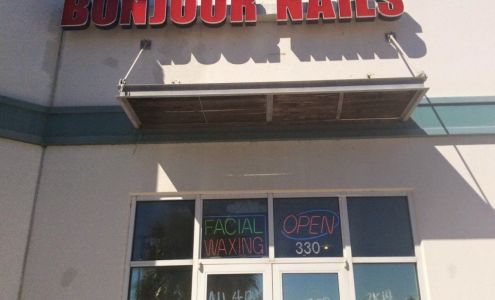 BONJOUR NAILS
FACIAL
WAXING
OPEN
330